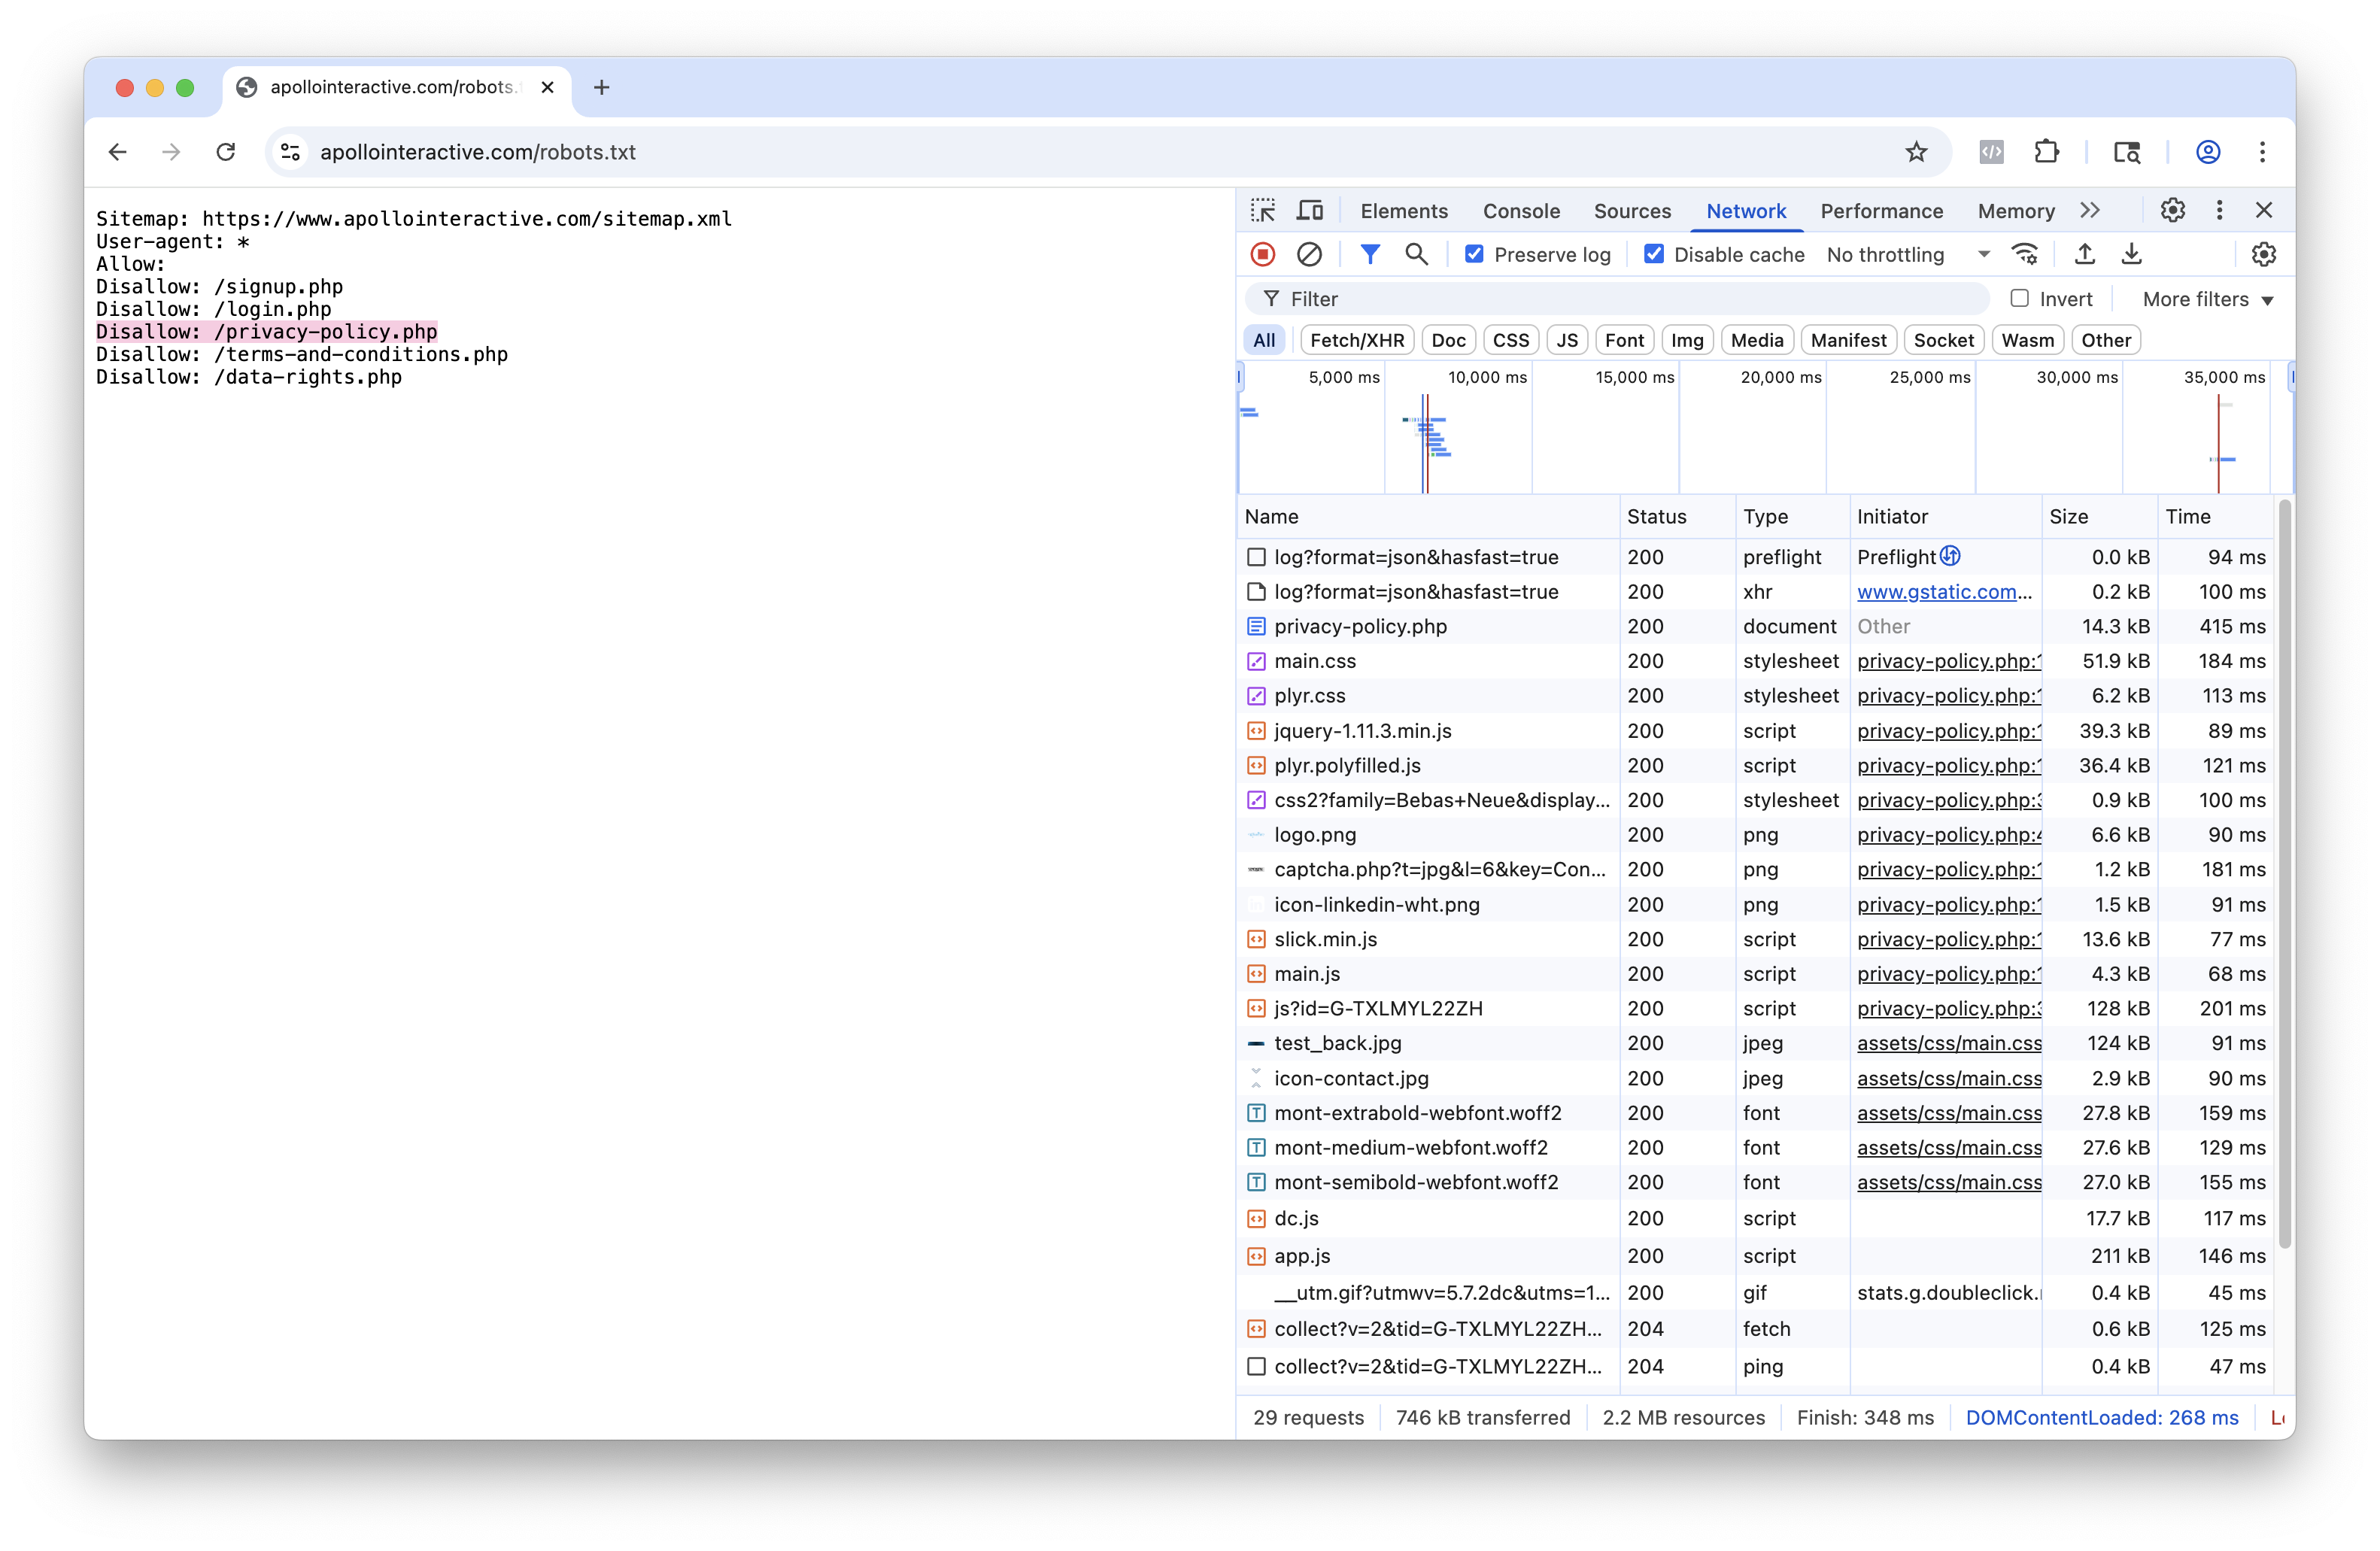 apollointeractive.com/robots.
apollointeractive.com/robots.txt
Sitemap: https://www.apollointeractive.com/sitemap.xml
User-agent: *
Allow:
Disallow: /signup.php
Disallow: /login.php
Disallow: /privacy-policy.php
Disallow: /terms-and-conditions.php
Disallow: /data-rights.php
Elements Console Sources Network Performance Memory
Preserve log Disable cache No throttling
Filter Invert More filters
All Fetch/XHR Doc CSS JS Font Img Media Manifest Socket Wasm Other
5,000 ms 10,000 ms 15,000 ms 20,000 ms 25,000 ms 30,000 ms 35,000 ms
Name Status Type Initiator Size Time
log?format=json&hasfast=true 200 preflight Preflight 0.0 kB 94 ms
log?format=json&hasfast=true 200 xhr www.gstatic.com... 0.2 kB 100 ms
privacy-policy.php 200 document Other 14.3 kB 415 ms
main.css 200 stylesheet privacy-policy.php:1 51.9 kB 184 ms
plyr.css 200 stylesheet privacy-policy.php:1 6.2 kB 113 ms
jquery-1.11.3.min.js 200 script privacy-policy.php:1 39.3 kB 89 ms
plyr.polyfilled.js 200 script privacy-policy.php:1 36.4 kB 121 ms
css2?family=Bebas+Neue&display... 200 stylesheet privacy-policy.php:3 0.9 kB 100 ms
logo.png 200 png privacy-policy.php:4 6.6 kB 90 ms
captcha.php?t=jpg&l=6&key=Con... 200 png privacy-policy.php:1 1.2 kB 181 ms
icon-linkedin-wht.png 200 png privacy-policy.php:1 1.5 kB 91 ms
slick.min.js 200 script privacy-policy.php:1 13.6 kB 77 ms
main.js 200 script privacy-policy.php:1 4.3 kB 68 ms
js?id=G-TXLMYL22ZH 200 script privacy-policy.php:3 128 kB 201 ms
test_back.jpg 200 jpeg assets/css/main.css 124 kB 91 ms
icon-contact.jpg 200 jpeg assets/css/main.css 2.9 kB 90 ms
mont-extrabold-webfont.woff2 200 font assets/css/main.css 27.8 kB 159 ms
mont-medium-webfont.woff2 200 font assets/css/main.css 27.6 kB 129 ms
mont-semibold-webfont.woff2 200 font assets/css/main.css 27.0 kB 155 ms
dc.js 200 script 17.7 kB 117 ms
app.js 200 script 211 kB 146 ms
__utm.gif?utmwv=5.7.2dc&utms=1... 200 gif stats.g.doubleclick. 0.4 kB 45 ms
collect?v=2&tid=G-TXLMYL22ZH... 204 fetch 0.6 kB 125 ms
collect?v=2&tid=G-TXLMYL22ZH... 204 ping 0.4 kB 47 ms
29 requests 746 kB transferred 2.2 MB resources Finish: 348 ms DOMContentLoaded: 268 ms